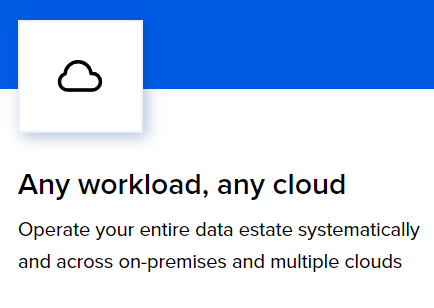 Any workload, any cloud
Operate your entire data estate systematically
and across on-premises and multiple clouds